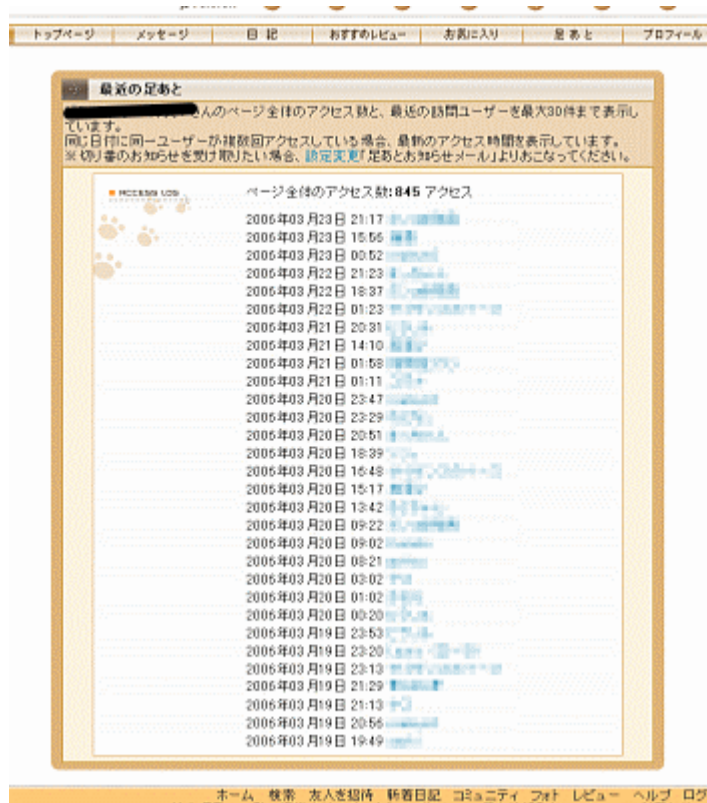 トップページ メッセージ 日記 おすすめレビュー お気に入り 足あと プロフィール
最近の足あと
さんのページ全体のアクセス数と、最近の訪問ユーザーを最大30件まで表示し
ています。
同じ日付に同一ユーザーが複数回アクセスしている場合、最新のアクセス時間を表示しています。
※切り番のお知らせを受け取りたい場合、設定変更「足あとお知らせメール」よりおこなってください。
ACCESS LOG ページ全体のアクセス数:845 アクセス
2006年03月23日 21:17
2006年03月23日 15:56
2006年03月23日 00:52
2006年03月22日 21:23
2006年03月22日 18:37
2006年03月22日 01:23
2006年03月21日 20:31
2006年03月21日 14:10
2006年03月21日 01:58
2006年03月21日 01:11
2006年03月20日 23:47
2006年03月20日 23:29
2006年03月20日 20:51
2006年03月20日 18:39
2006年03月20日 16:48
2006年03月20日 15:17
2006年03月20日 13:42
2006年03月20日 09:22
2006年03月20日 09:02
2006年03月20日 08:21
2006年03月20日 03:02
2006年03月20日 01:02
2006年03月20日 00:20
2006年03月19日 23:53
2006年03月19日 23:20
2006年03月19日 23:13
2006年03月19日 21:29
2006年03月19日 21:13
2006年03月19日 20:56
2006年03月19日 19:49
ホーム 検索 友人を招待 新着日記 コミュニティ フォト レビュー ヘルプ ログ